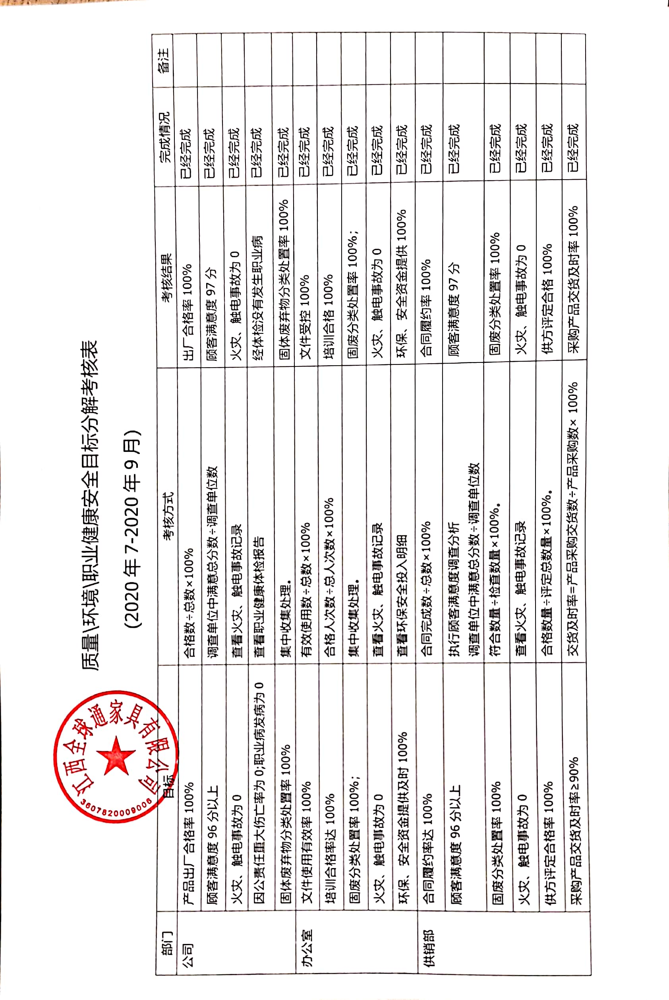 质量\环境\职业健康安全目标分解考核表
(2020 年 7-2020 年 9 月)
江西全球通家具有限公司
3607820009006
部门 目标 考核方式 考核结果 完成情况 备注
公司 产品出厂合格率 100% 合格数÷总数×100% 出厂合格率 100% 已经完成
顾客满意度 96 分以上 调查单位中满意总分数÷调查单位数 顾客满意度 97 分 已经完成
火灾、触电事故为 0 查看火灾、触电事故记录 火灾、触电事故为 0 已经完成
因公责任重大伤亡率为 0;职业病发病为 0 查看职业健康体检报告 经体检没有发生职业病 已经完成
固体废弃物分类处置率 100% 集中收集处理。 固体废弃物分类处置率 100% 已经完成
办公室 文件使用有效率 100% 有效使用数÷总数×100% 文件受控 100% 已经完成
培训合格率达 100% 合格人次数÷总人次数×100% 培训合格 100% 已经完成
固废分类处置率 100%; 集中收集处理。 固废分类处置率 100%; 已经完成
火灾、触电事故为 0 查看火灾、触电事故记录 火灾、触电事故为 0 已经完成
环保、安全资金提供及时 100% 查看环保安全投入明细 环保、安全资金提供 100% 已经完成
供销部 合同履约率达 100% 合同完成数÷总数×100% 合同履约率 100% 已经完成
顾客满意度 96 分以上 执行顾客满意度调查分析 顾客满意度 97 分 已经完成
调查单位中满意总分数÷调查单位数
固废分类处置率 100% 符合数量÷检查数量×100%。 固废分类处置率 100% 已经完成
火灾、触电事故为 0 查看火灾、触电事故记录 火灾、触电事故为 0 已经完成
供方评定合格率 100% 合格数量÷评定总数量×100%。 供方评定合格 100% 已经完成
采购产品交货及时率≥90% 交货及时率=产品采购交货数÷产品采购数× 100% 采购产品交货及时率 100% 已经完成